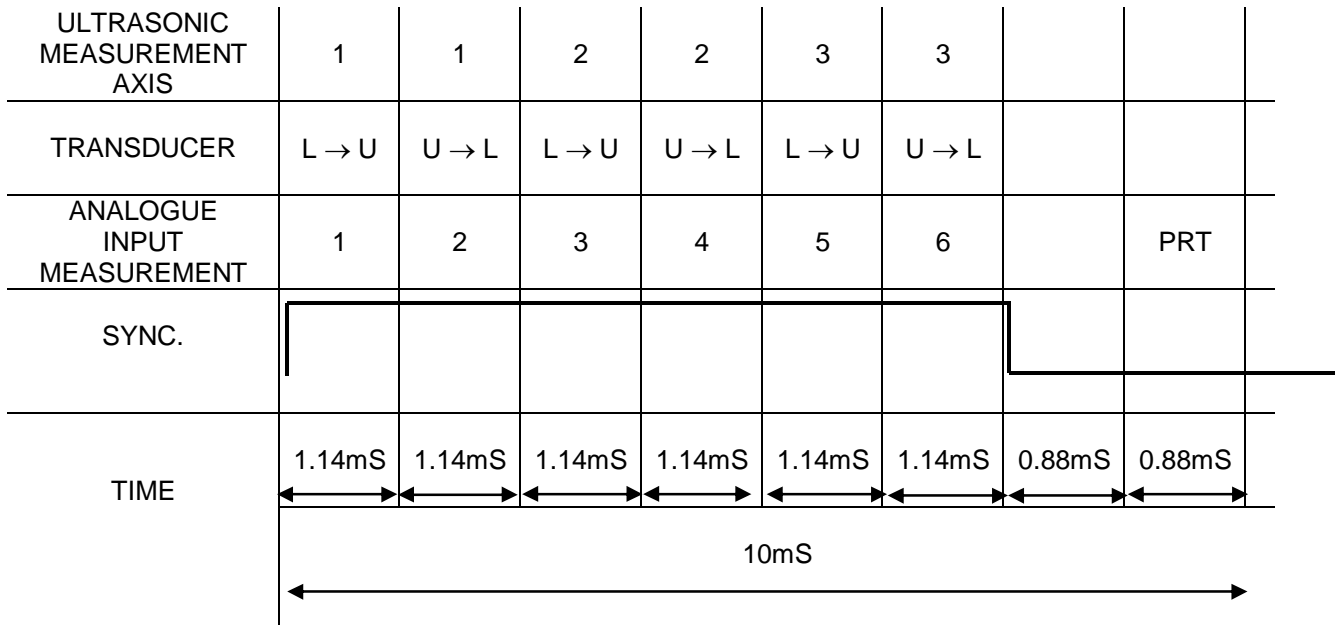 ULTRASONIC
MEASUREMENT
AXIS
1 1 2 2 3 3
TRANSDUCER
L → U U → L L → U U → L L → U U → L
ANALOGUE
INPUT
MEASUREMENT
1 2 3 4 5 6 PRT
SYNC.
TIME
1.14mS 1.14mS 1.14mS 1.14mS 1.14mS 1.14mS 0.88mS 0.88mS
10mS